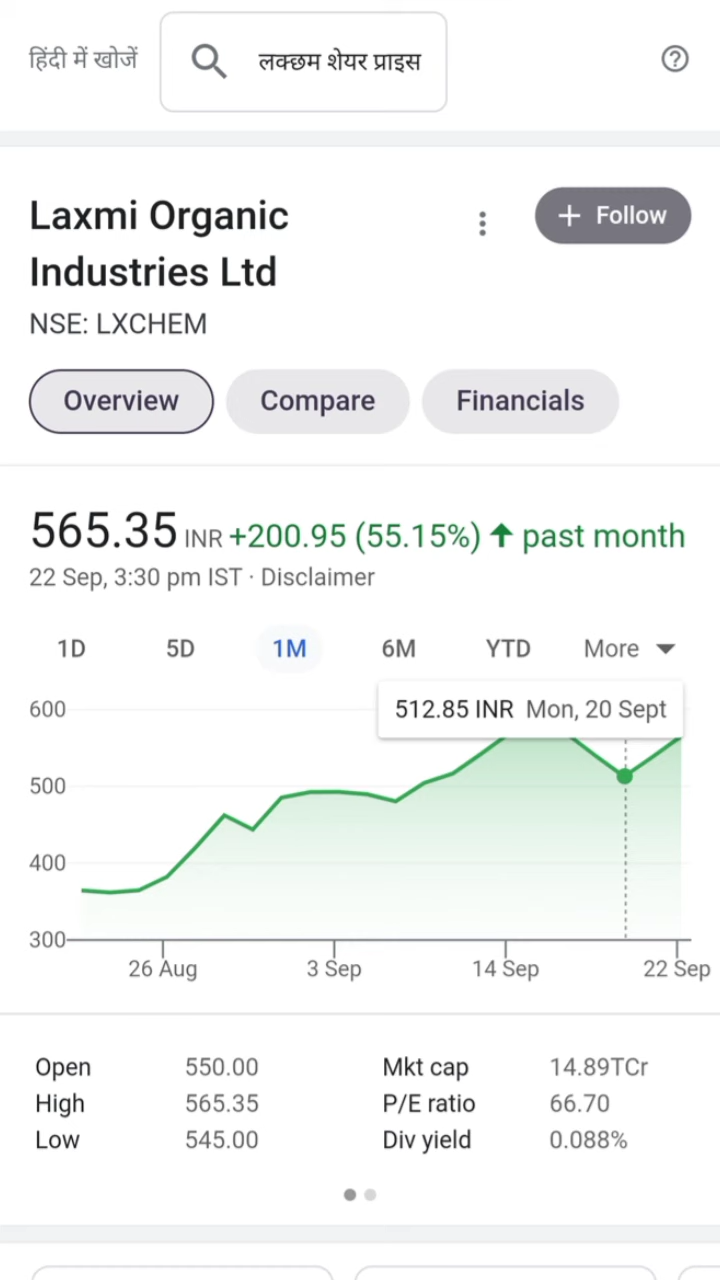 हिंदी में खोजें
लक्छम शेयर प्राइस
Laxmi Organic
Industries Ltd
Follow
NSE: LXCHEM
Overview Compare Financials
565.35 INR +200.95 (55.15%) ↑ past month
22 Sep, 3:30 pm IST · Disclaimer
1D 5D 1M 6M YTD More
512.85 INR Mon, 20 Sept
600
500
400
300
26 Aug 3 Sep 14 Sep 22 Sep
Open 550.00 Mkt cap 14.89TCr
High 565.35 P/E ratio 66.70
Low 545.00 Div yield 0.088%